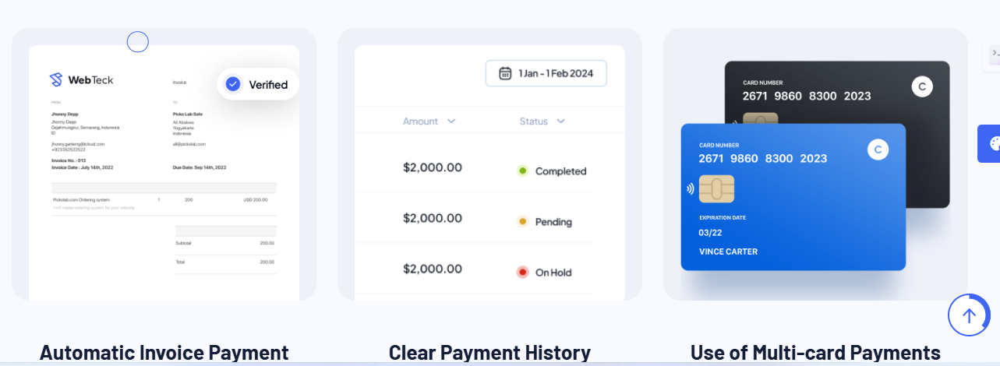 WebTeck
Invoice
Verified
FROM
TO
Jhonny Depp
Picko Lab Sate
Jhonny Depp
Gajahmungkur, Semarang, Indonesia
ID
Ali Ababwa
Yogyakarta
Indonesia
jhonny.ganteng@icloud.com
+923352522522
ali@pickolab.com
Invoice No. : 013
Invoice Date : July 14th, 2022
Due Date: Sep 14th, 2022
Pickolab.com Ordering system 1 200 USD 200.00
I will create ordering system for your website
Subtotal 200.00
Total 200.00
Automatic Invoice Payment
1 Jan - 1 Feb 2024
Amount Status
$2,000.00 Completed
$2,000.00 Pending
$2,000.00 On Hold
Clear Payment History
CARD NUMBER
2671 9860 8300 2023
C
CARD NUMBER
2671 9860 8300 2023
C
EXPIRATION DATE
03/22
VINCE CARTER
Use of Multi-card Payments